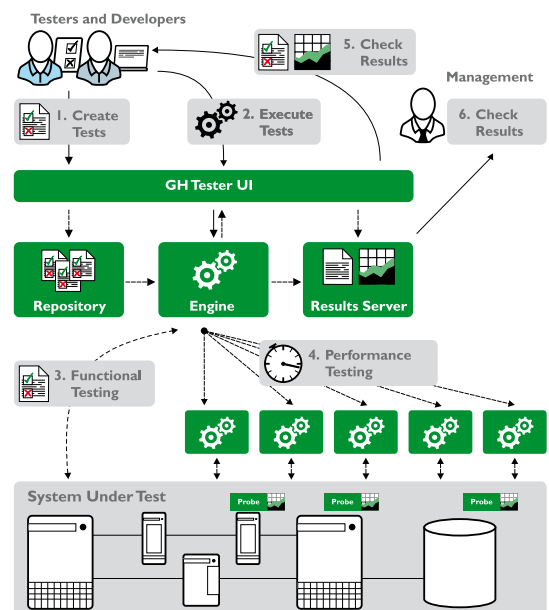 Testers and Developers
5. Check
Results
Management
1. Create
Tests
2. Execute
Tests
6. Check
Results
GH Tester UI
Repository
Engine
Results Server
3. Functional
Testing
4. Performance
Testing
System Under Test
Probe
Probe
Probe